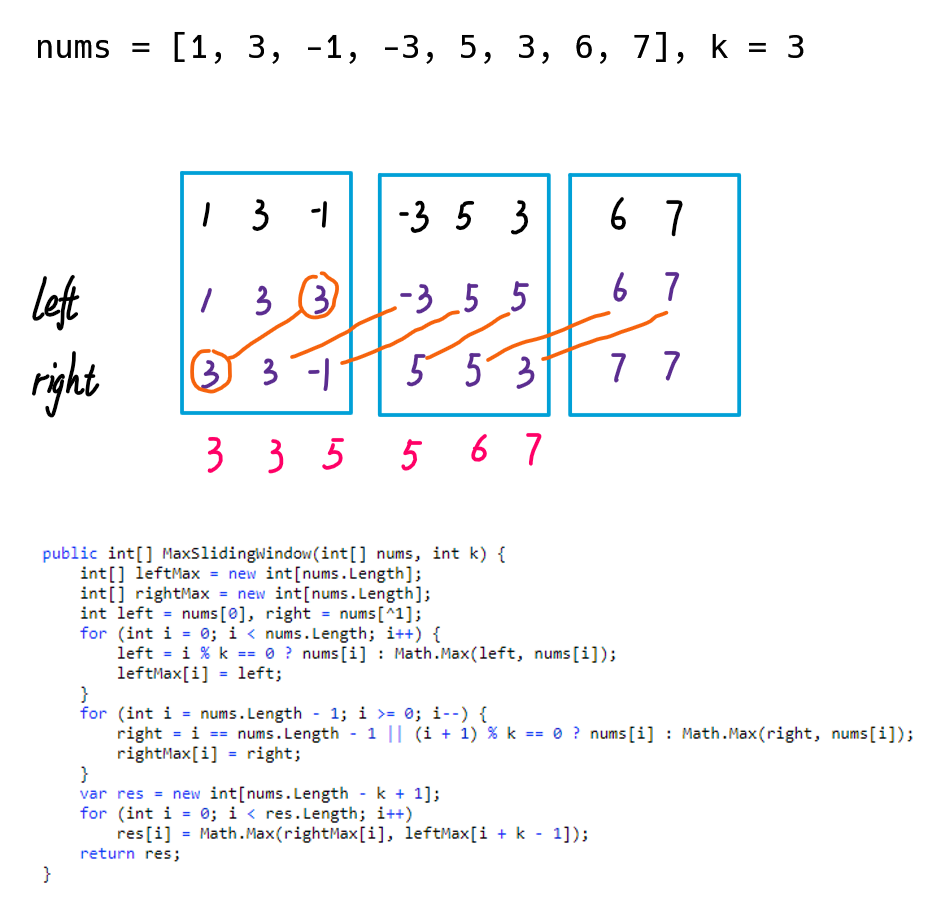 nums = [1, 3, -1, -3, 5, 3, 6, 7], k = 3
1 3 -1 -3 5 3 6 7
left 1 3 3 -3 5 5 6 7
right 3 3 -1 5 5 3 7 7
3 3 5 5 6 7
public int[] MaxSlidingWindow(int[] nums, int k) {
    int[] leftMax = new int[nums.Length];
    int[] rightMax = new int[nums.Length];
    int left = nums[0], right = nums[^1];
    for (int i = 0; i < nums.Length; i++) {
        left = i % k == 0 ? nums[i] : Math.Max(left, nums[i]);
        leftMax[i] = left;
    }
    for (int i = nums.Length - 1; i >= 0; i--) {
        right = i == nums.Length - 1 || (i + 1) % k == 0 ? nums[i] : Math.Max(right, nums[i]);
        rightMax[i] = right;
    }
    var res = new int[nums.Length - k + 1];
    for (int i = 0; i < res.Length; i++)
        res[i] = Math.Max(rightMax[i], leftMax[i + k - 1]);
    return res;
}